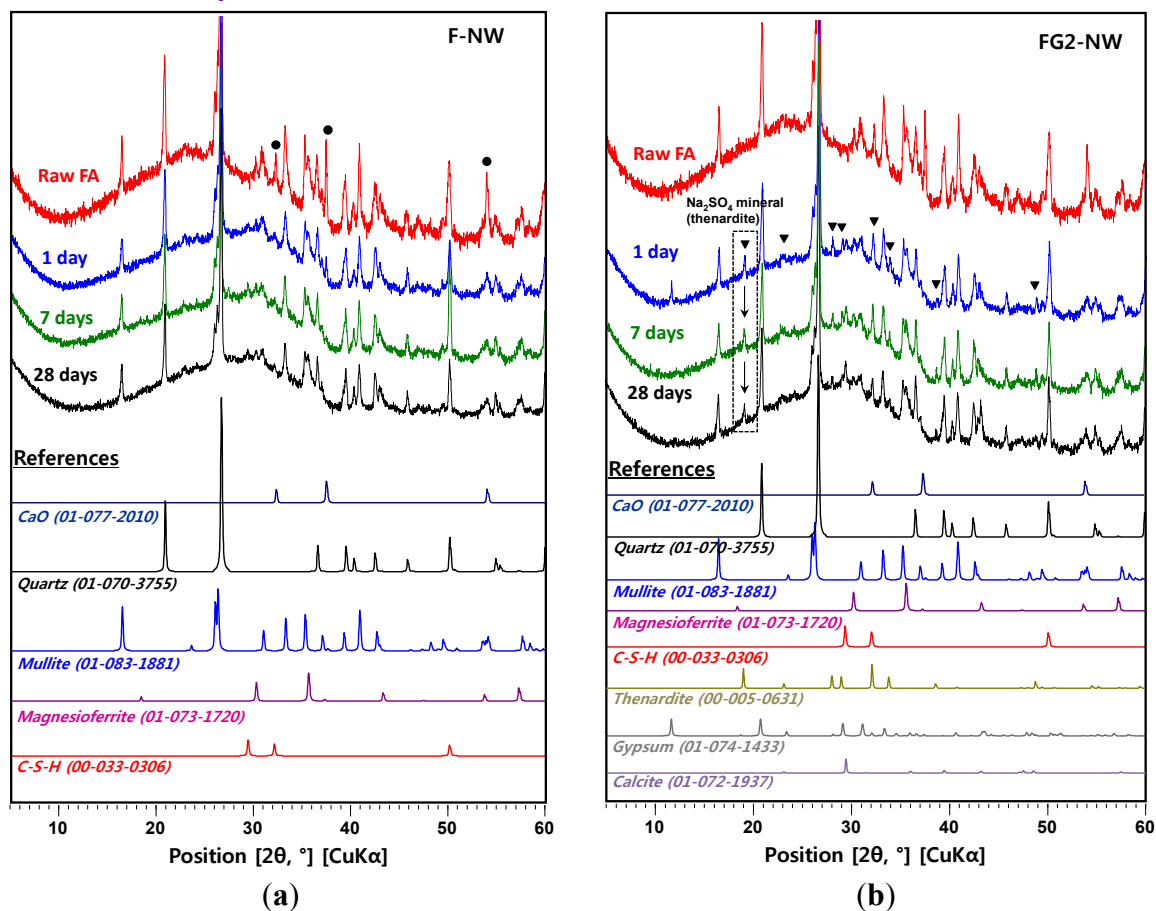 F-NW
Raw FA
1 day
7 days
28 days
References
CaO (01-077-2010)
Quartz (01-070-3755)
Mullite (01-083-1881)
Magnesioferrite (01-073-1720)
C-S-H (00-033-0306)
10 20 30 40 50 60
Position [2θ, °] [CuKα]
(a)
FG2-NW
Raw FA
Na2SO4 mineral
(thenardite)
1 day
7 days
28 days
References
CaO (01-077-2010)
Quartz (01-070-3755)
Mullite (01-083-1881)
Magnesioferrite (01-073-1720)
C-S-H (00-033-0306)
Thenardite (00-005-0631)
Gypsum (01-074-1433)
Calcite (01-072-1937)
10 20 30 40 50 60
Position [2θ, °] [CuKα]
(b)